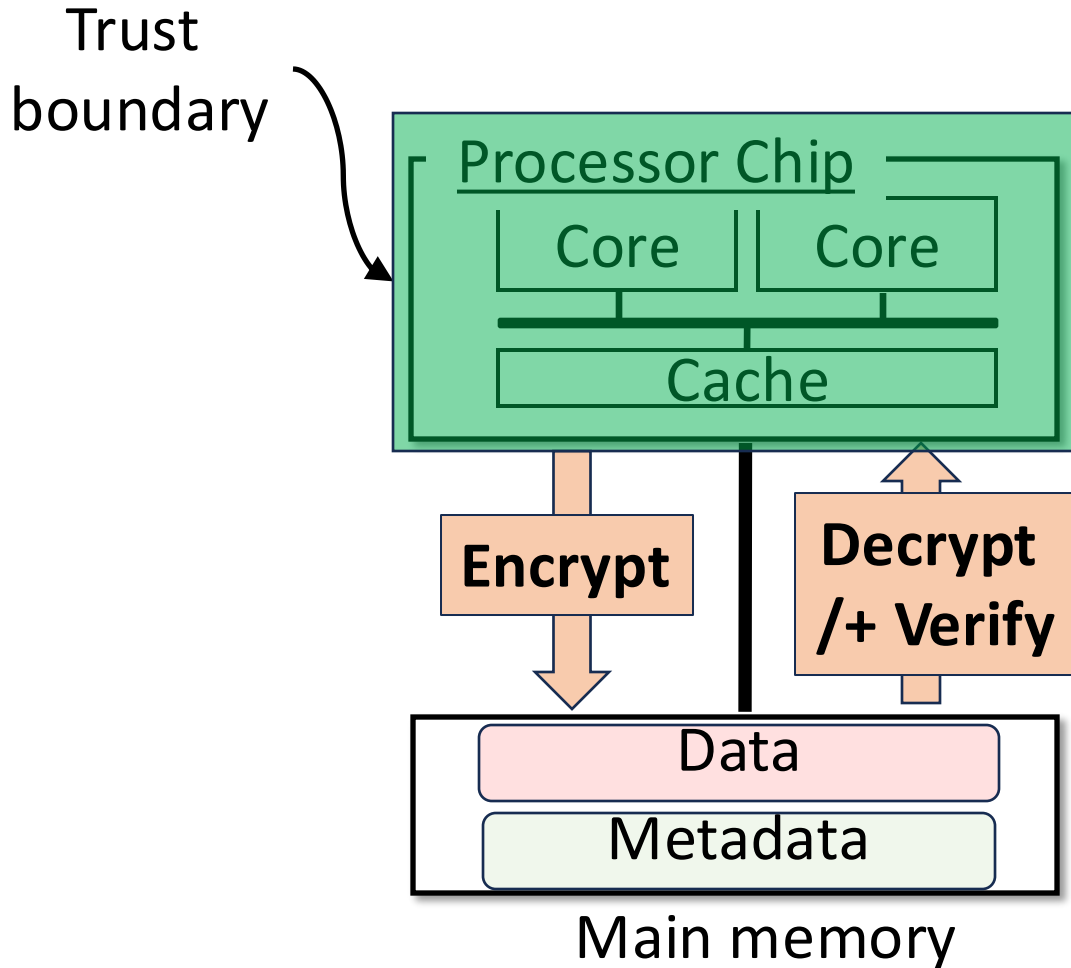 Trust
boundary
Processor Chip
Core
Core
Cache
Encrypt
Decrypt
/+ Verify
Data
Metadata
Main memory